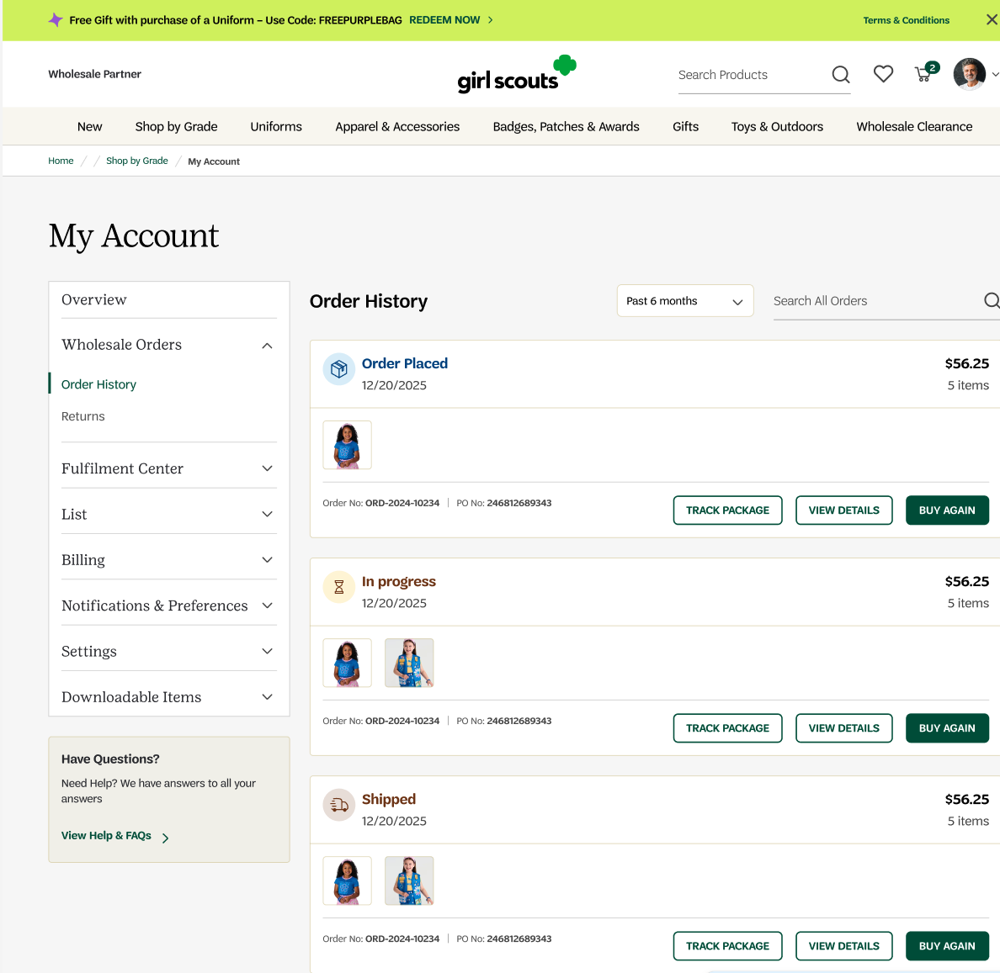 Free Gift with purchase of a Uniform – Use Code: FREEPURPLEBAG REDEEM NOW
Terms & Conditions
Wholesale Partner
girl scouts
Search Products
2
New
Shop by Grade
Uniforms
Apparel & Accessories
Badges, Patches & Awards
Gifts
Toys & Outdoors
Wholesale Clearance
Home / / Shop by Grade / My Account
My Account
Overview
Wholesale Orders
Order History
Returns
Fulfilment Center
List
Billing
Notifications & Preferences
Settings
Downloadable Items
Have Questions?
Need Help? We have answers to all your
answers
View Help & FAQs
Order History
Past 6 months
Search All Orders
Order Placed
12/20/2025
$56.25
5 items
Order No: ORD-2024-10234 | PO No: 246812689343
TRACK PACKAGE
VIEW DETAILS
BUY AGAIN
In progress
12/20/2025
$56.25
5 items
Order No: ORD-2024-10234 | PO No: 246812689343
TRACK PACKAGE
VIEW DETAILS
BUY AGAIN
Shipped
12/20/2025
$56.25
5 items
Order No: ORD-2024-10234 | PO No: 246812689343
TRACK PACKAGE
VIEW DETAILS
BUY AGAIN